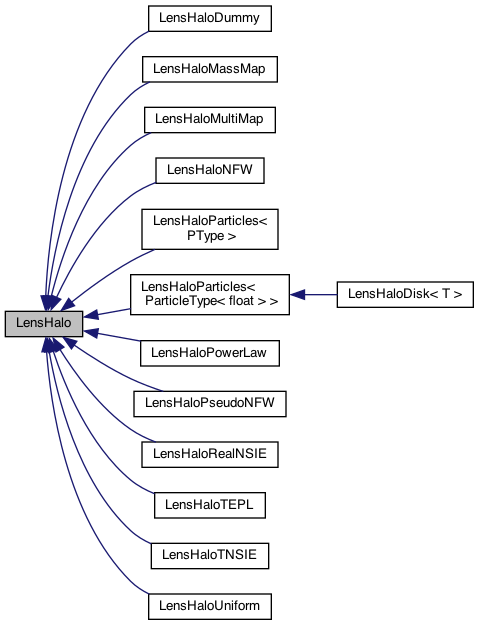 LensHaloDummy
LensHaloMassMap
LensHaloMultiMap
LensHaloNFW
LensHaloParticles<
PType >
LensHaloParticles<
ParticleType< float > >
LensHaloDisk< T >
LensHalo
LensHaloPowerLaw
LensHaloPseudoNFW
LensHaloRealNSIE
LensHaloTEPL
LensHaloTNSIE
LensHaloUniform